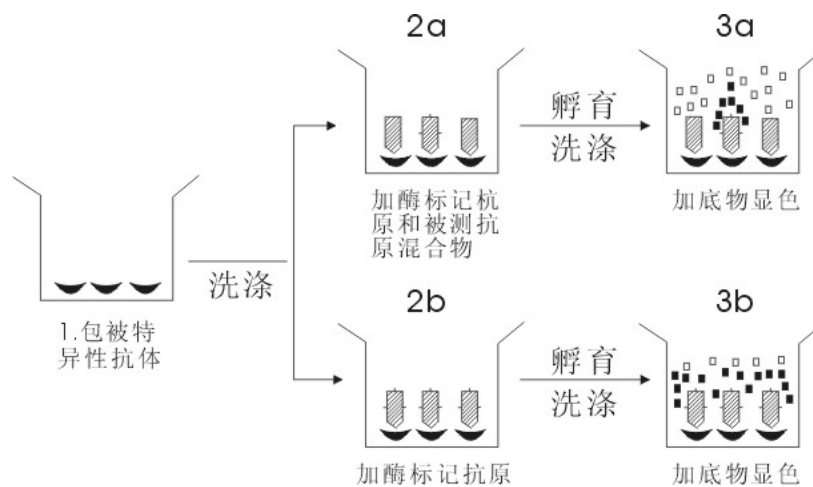 2a
3a
孵育
洗涤
加酶标记杭
原和被测抗
原混合物
加底物显色
洗涤
1.包被特
异性抗体
2b
3b
孵育
洗涤
加酶标记抗原
加底物显色